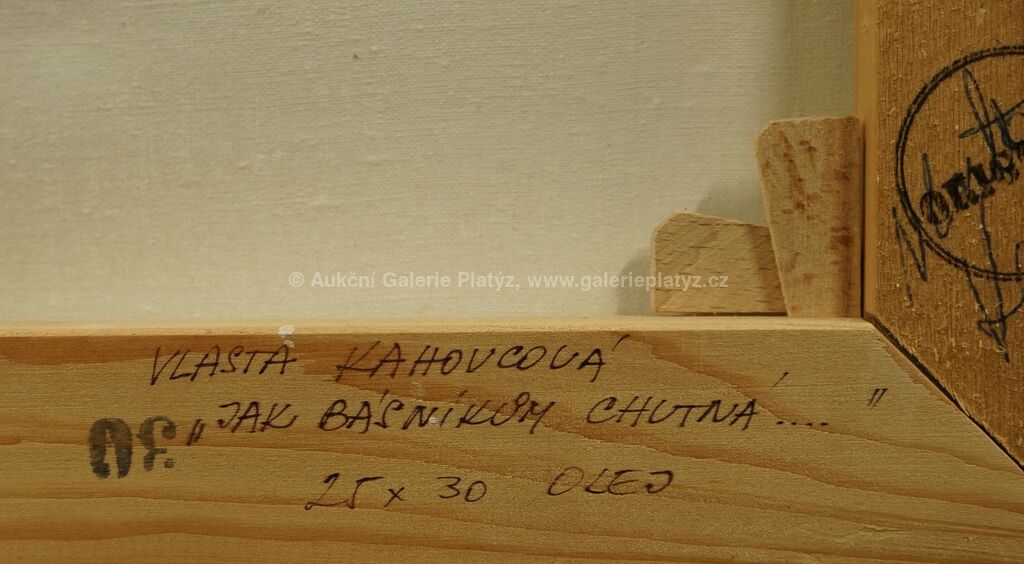 © Aukční Galerie Platýz, www.galerieplatyz.cz
VLASTA KAHOVCOVÁ
„JAK BÁSNÍKŮM CHUTNÁ.... "
25 x 30 OLEJ